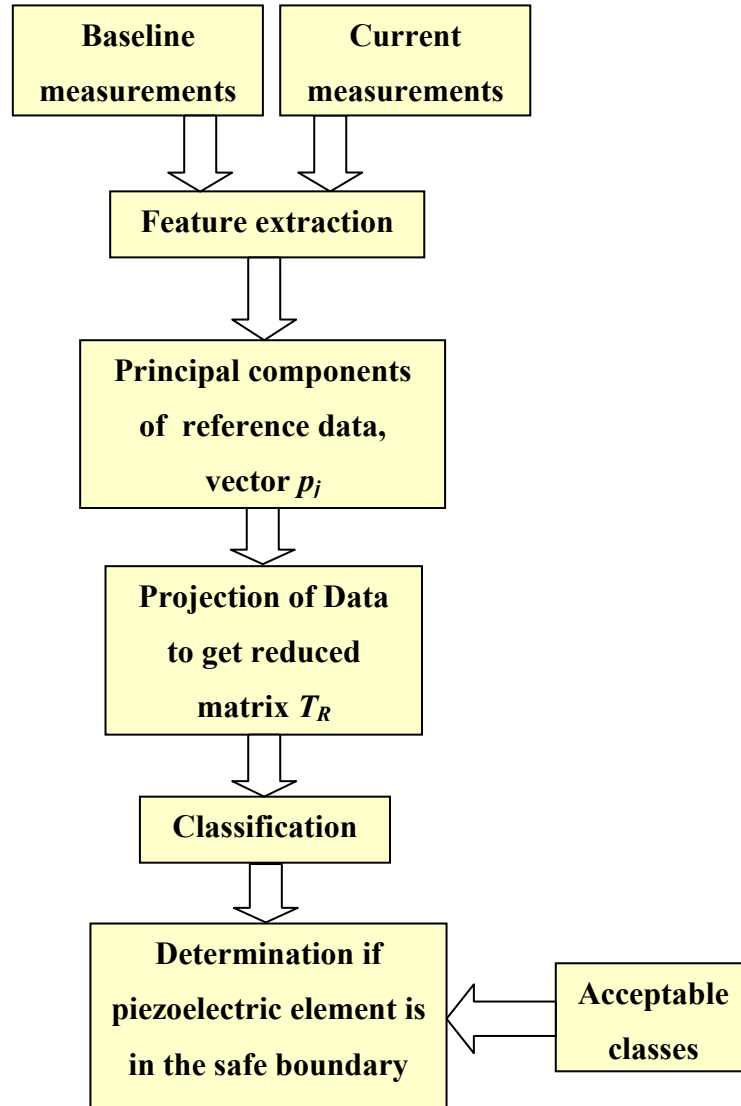 Baseline
measurements
Current
measurements
Feature extraction
Principal components
of reference data,
vector pj
Projection of Data
to get reduced
matrix TR
Classification
Determination if
piezoelectric element is
in the safe boundary
Acceptable
classes